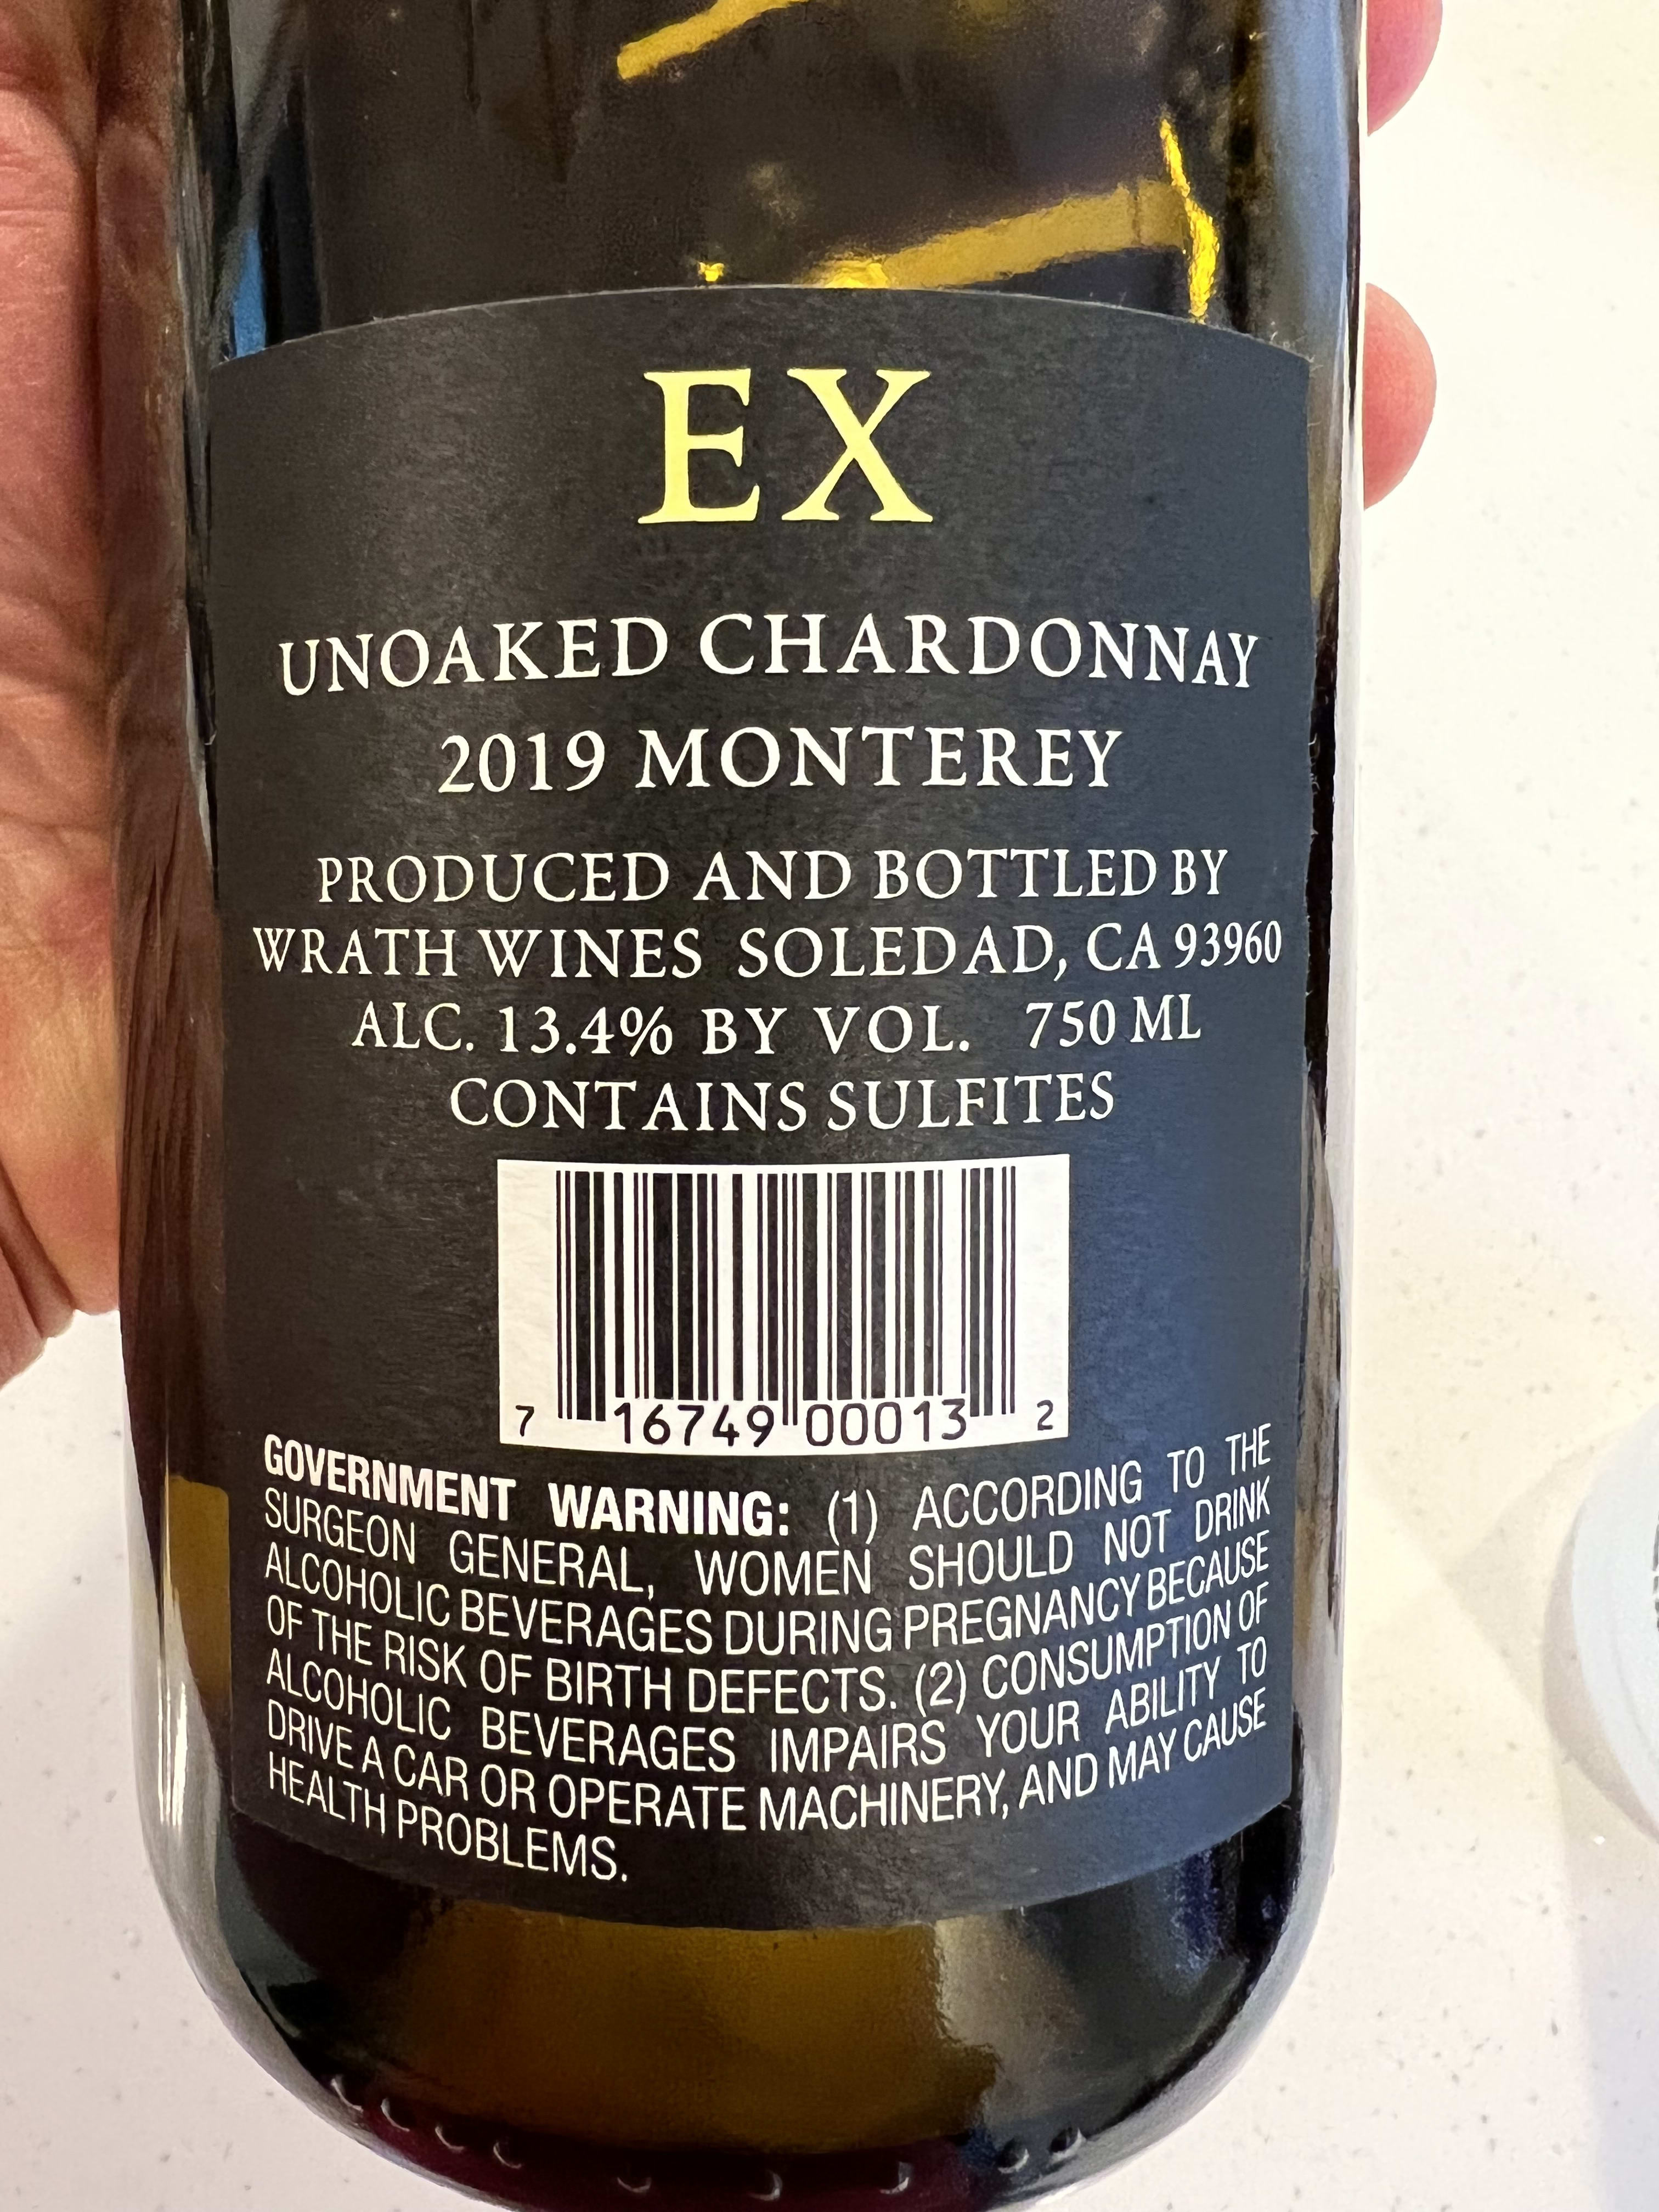 EX
UNOAKED CHARDONNAY
2019 MONTEREY
PRODUCED AND BOTTLED BY
WRATH WINES SOLEDAD, CA 93960
ALC. 13.4% BY VOL. 750 ML
CONTAINS SULFITES
7 16749 00013 2
GOVERNMENT WARNING: (1) ACCORDING TO THE
SURGEON GENERAL, WOMEN SHOULD NOT DRINK
ALCOHOLIC BEVERAGES DURING PREGNANCY BECAUSE
OF THE RISK OF BIRTH DEFECTS. (2) CONSUMPTION OF
ALCOHOLIC BEVERAGES IMPAIRS YOUR ABILITY TO
DRIVE A CAR OR OPERATE MACHINERY, AND MAY CAUSE
HEALTH PROBLEMS.